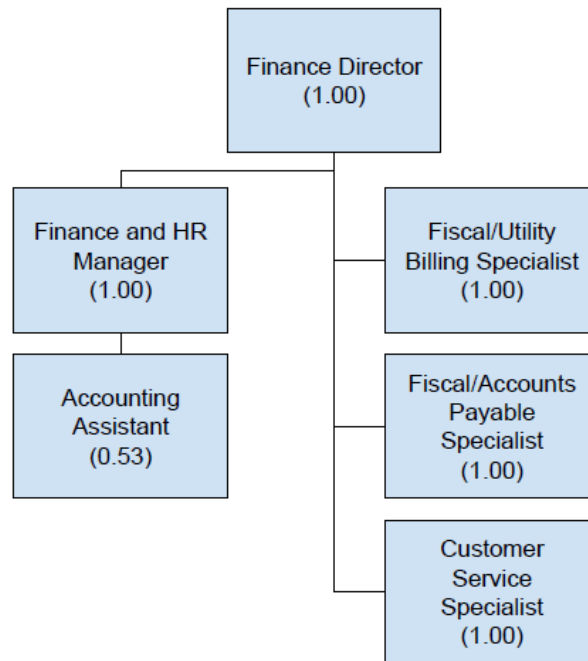 Finance Director
(1.00)
Finance and HR
Manager
(1.00)
Accounting
Assistant
(0.53)
Fiscal/Utility
Billing Specialist
(1.00)
Fiscal/Accounts
Payable
Specialist
(1.00)
Customer
Service
Specialist
(1.00)